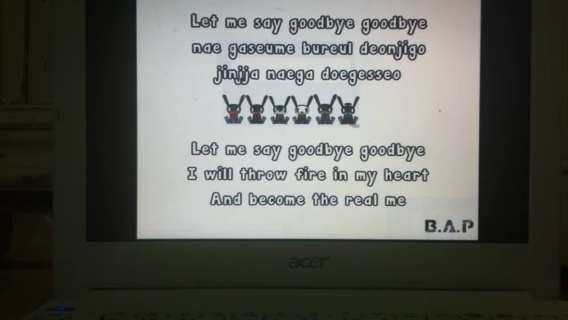 Let me say goodbye goodbye
nae gaseume bureul deonjigo
jinjja naega doegesseo
Let me say goodbye goodbye
I will throw fire in my heart
And become the real me
B.A.P
acer